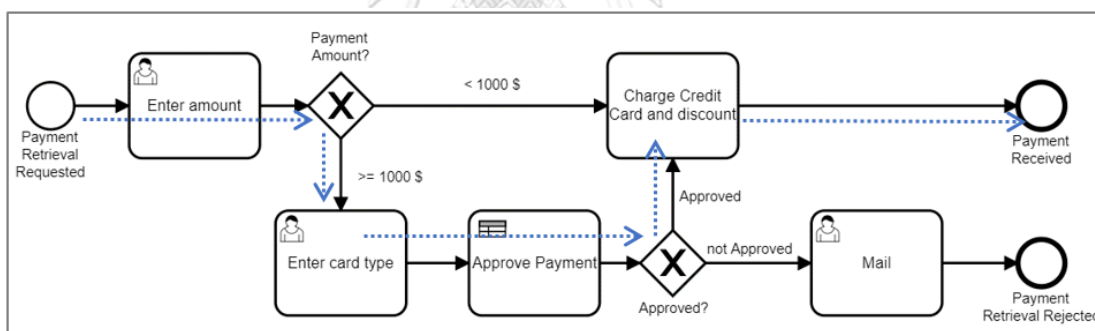 Payment
Amount?
Enter amount
< 1000 $
Charge Credit
Card and discount
Payment
Retrieval
Requested
Payment
Received
>= 1000 $
Approved
Enter card type
Approve Payment
not Approved
Mail
Approved?
Payment
Retrieval Rejected